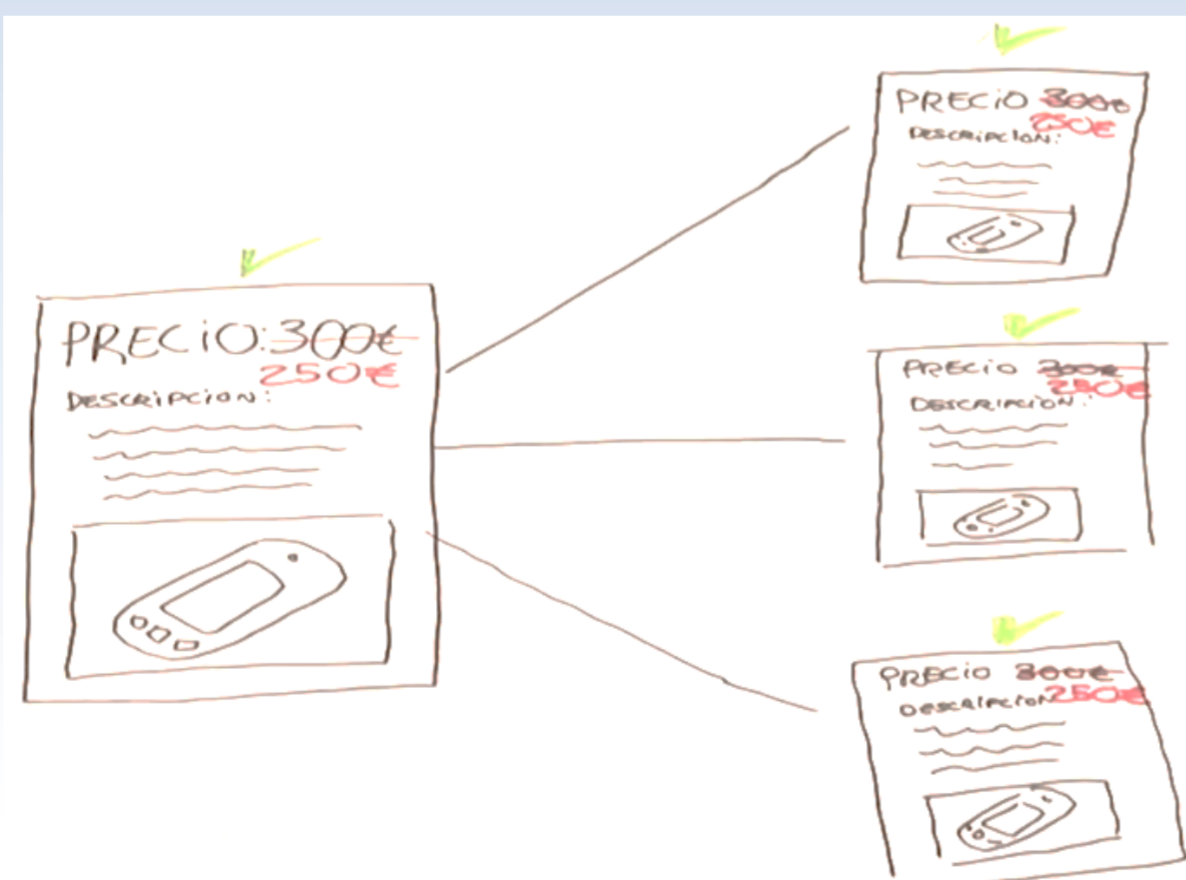 PRECiO: 300€
250€
DESCRiPCiON:
PRECiO 300€
250€
DESCRIPCION:
PRECiO 300€
250€
DESCRIPCION:
PRECiO 300€
250€
DESCRIPCION